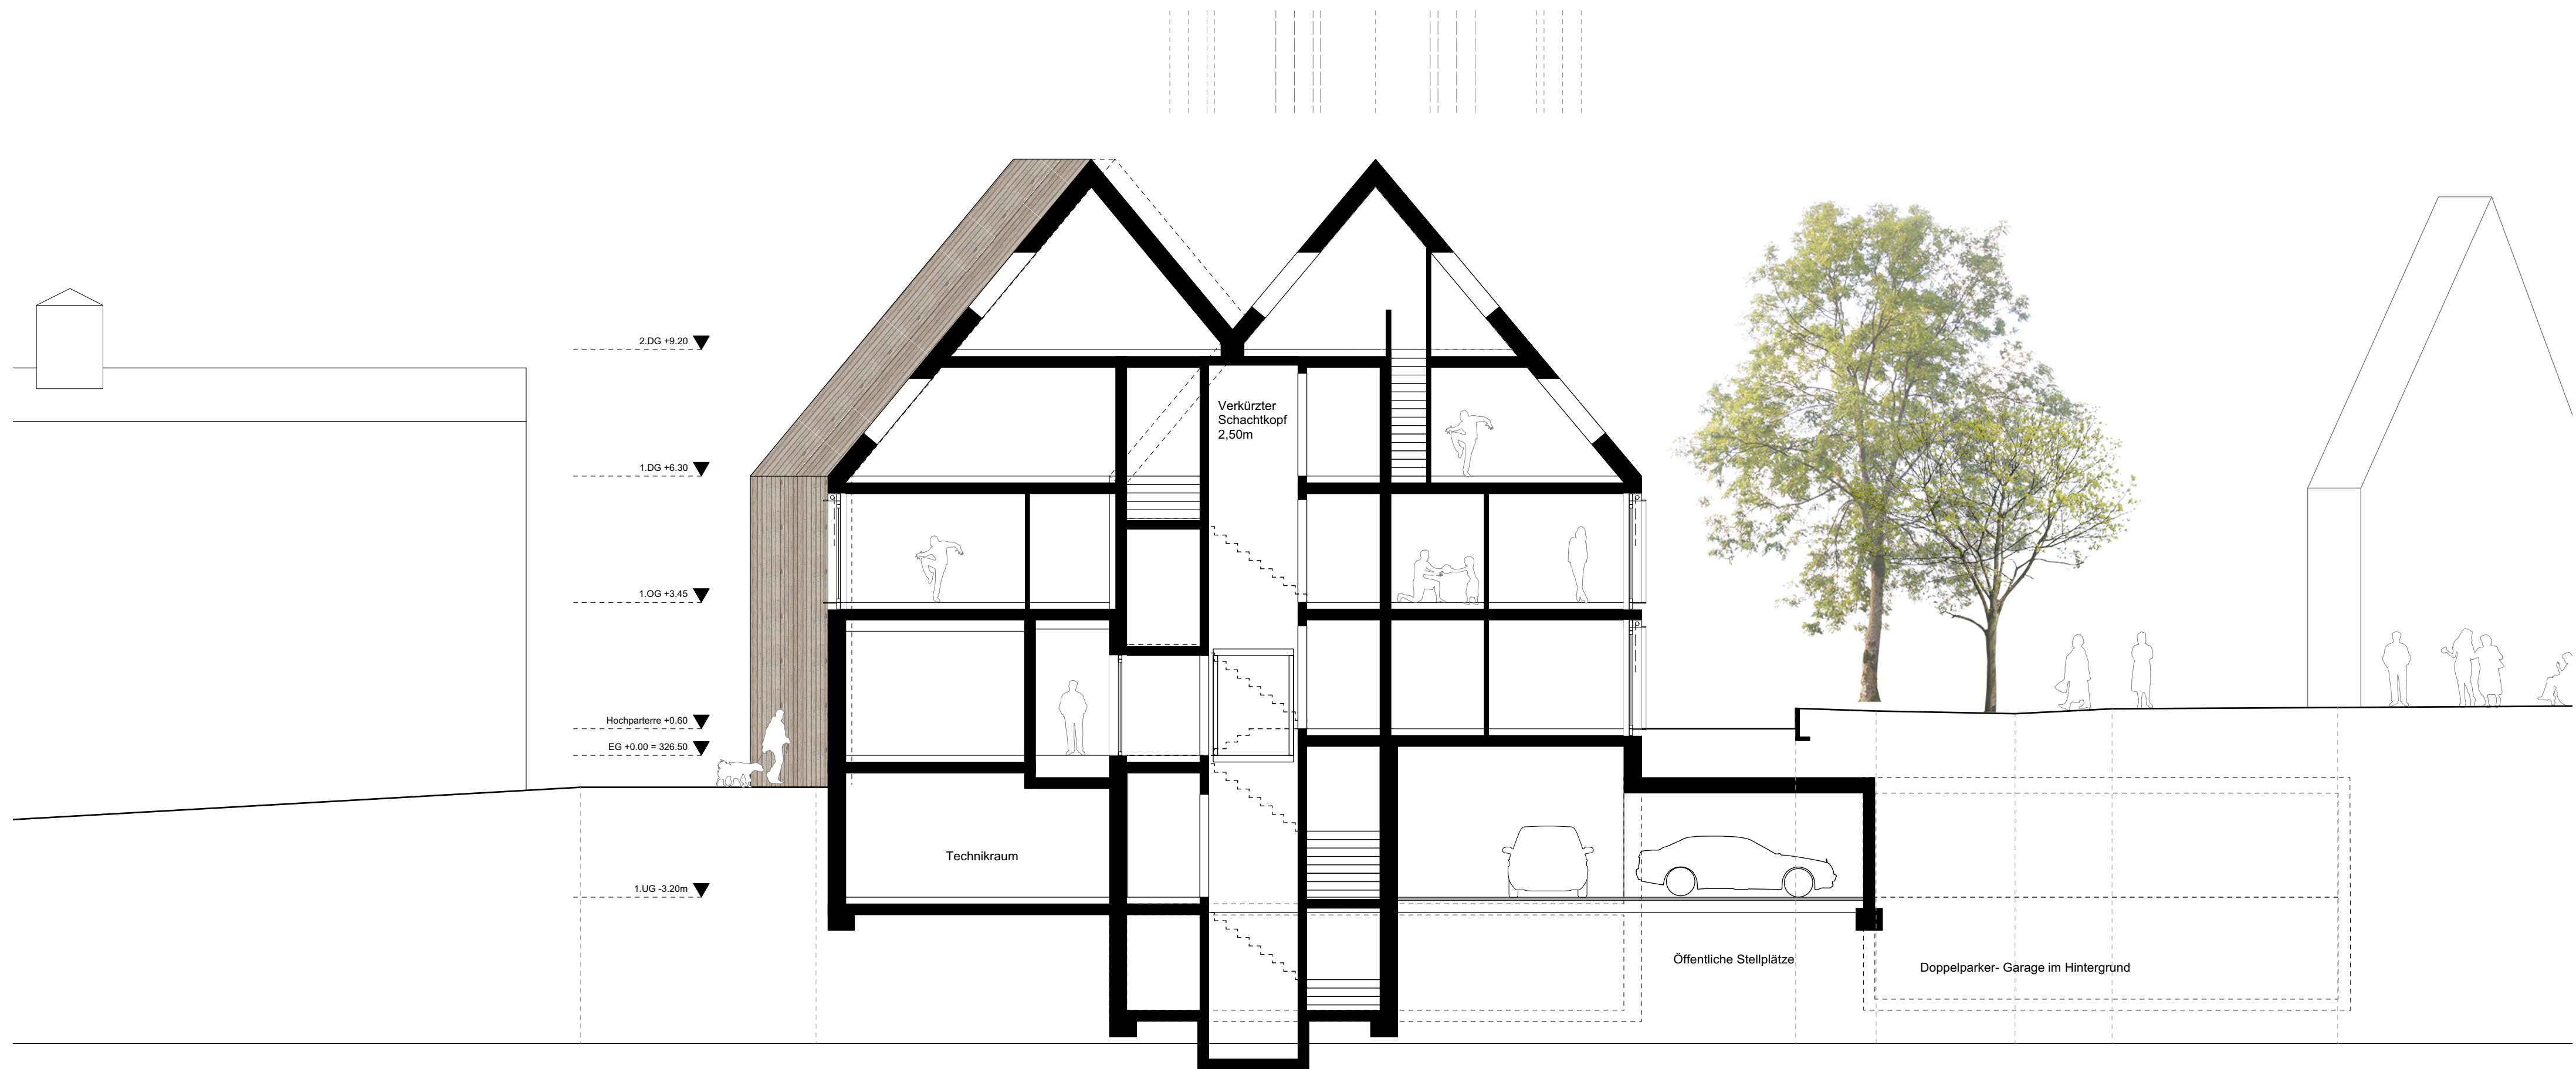 2.DG +9.20
Verkürzter
Schachtkopf
2,50m
1.DG +6.30
1.OG +3.45
Hochparterre +0.60
EG +0.00 = 326.50
Technikraum
1.UG -3.20m
Öffentliche Stellplätze
Doppelparker- Garage im Hintergrund